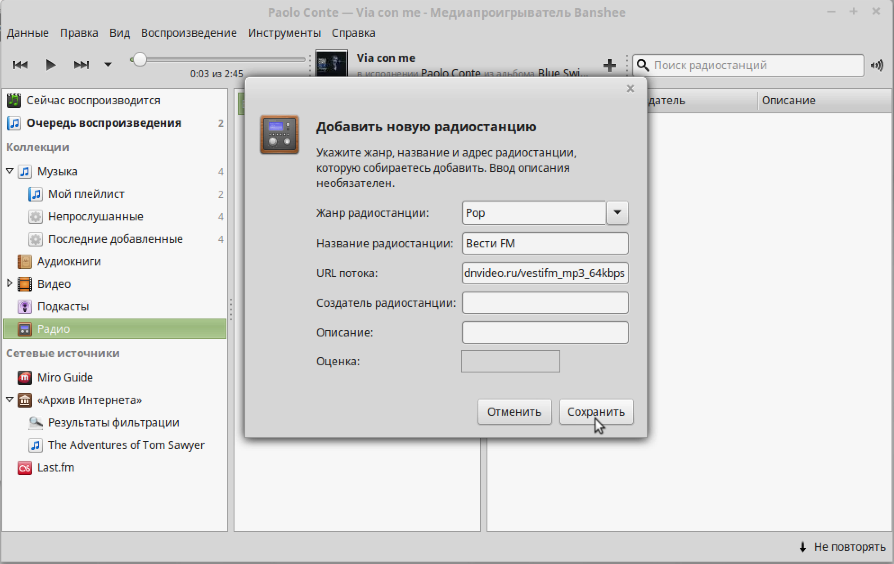 Paolo Conte — Via con me - Медиапроигрыватель Banshee
Данные Правка Вид Воспроизведение Инструменты Справка
0:03 из 2:45
Via con me
в исполнении Paolo Conte из альбома Blue Swi...
Поиск радиостанций
Сейчас воспроизводится
Очередь воспроизведения 2
Коллекции
Музыка 4
Мой плейлист 2
Непрослушанные 4
Последние добавленные 4
Аудиокниги
Видео
Подкасты
Радио
Сетевые источники
Miro Guide
«Архив Интернета»
Результаты фильтрации
The Adventures of Tom Sawyer
Last.fm
Добавить новую радиостанцию
Укажите жанр, название и адрес радиостанции,
которую собираетесь добавить. Ввод описания
необязателен.
Жанр радиостанции: Pop
Название радиостанции: Вести FM
URL потока: dnvideo.ru/vestifm_mp3_64kbps
Создатель радиостанции:
Описание:
Оценка:
Отменить Сохранить
Описание
Не повторять